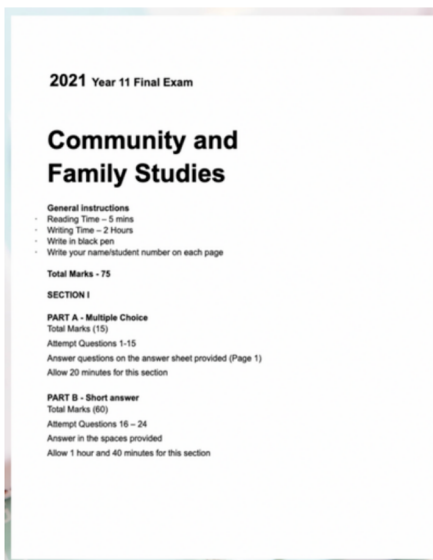 2021 Year 11 Final Exam
Community and
Family Studies
General instructions
· Reading Time – 5 mins
· Writing Time – 2 Hours
· Write in black pen
· Write your name/student number on each page
Total Marks - 75
SECTION I
PART A - Multiple Choice
Total Marks (15)
Attempt Questions 1-15
Answer questions on the answer sheet provided (Page 1)
Allow 20 minutes for this section
PART B - Short answer
Total Marks (60)
Attempt Questions 16 – 24
Answer in the spaces provided
Allow 1 hour and 40 minutes for this section